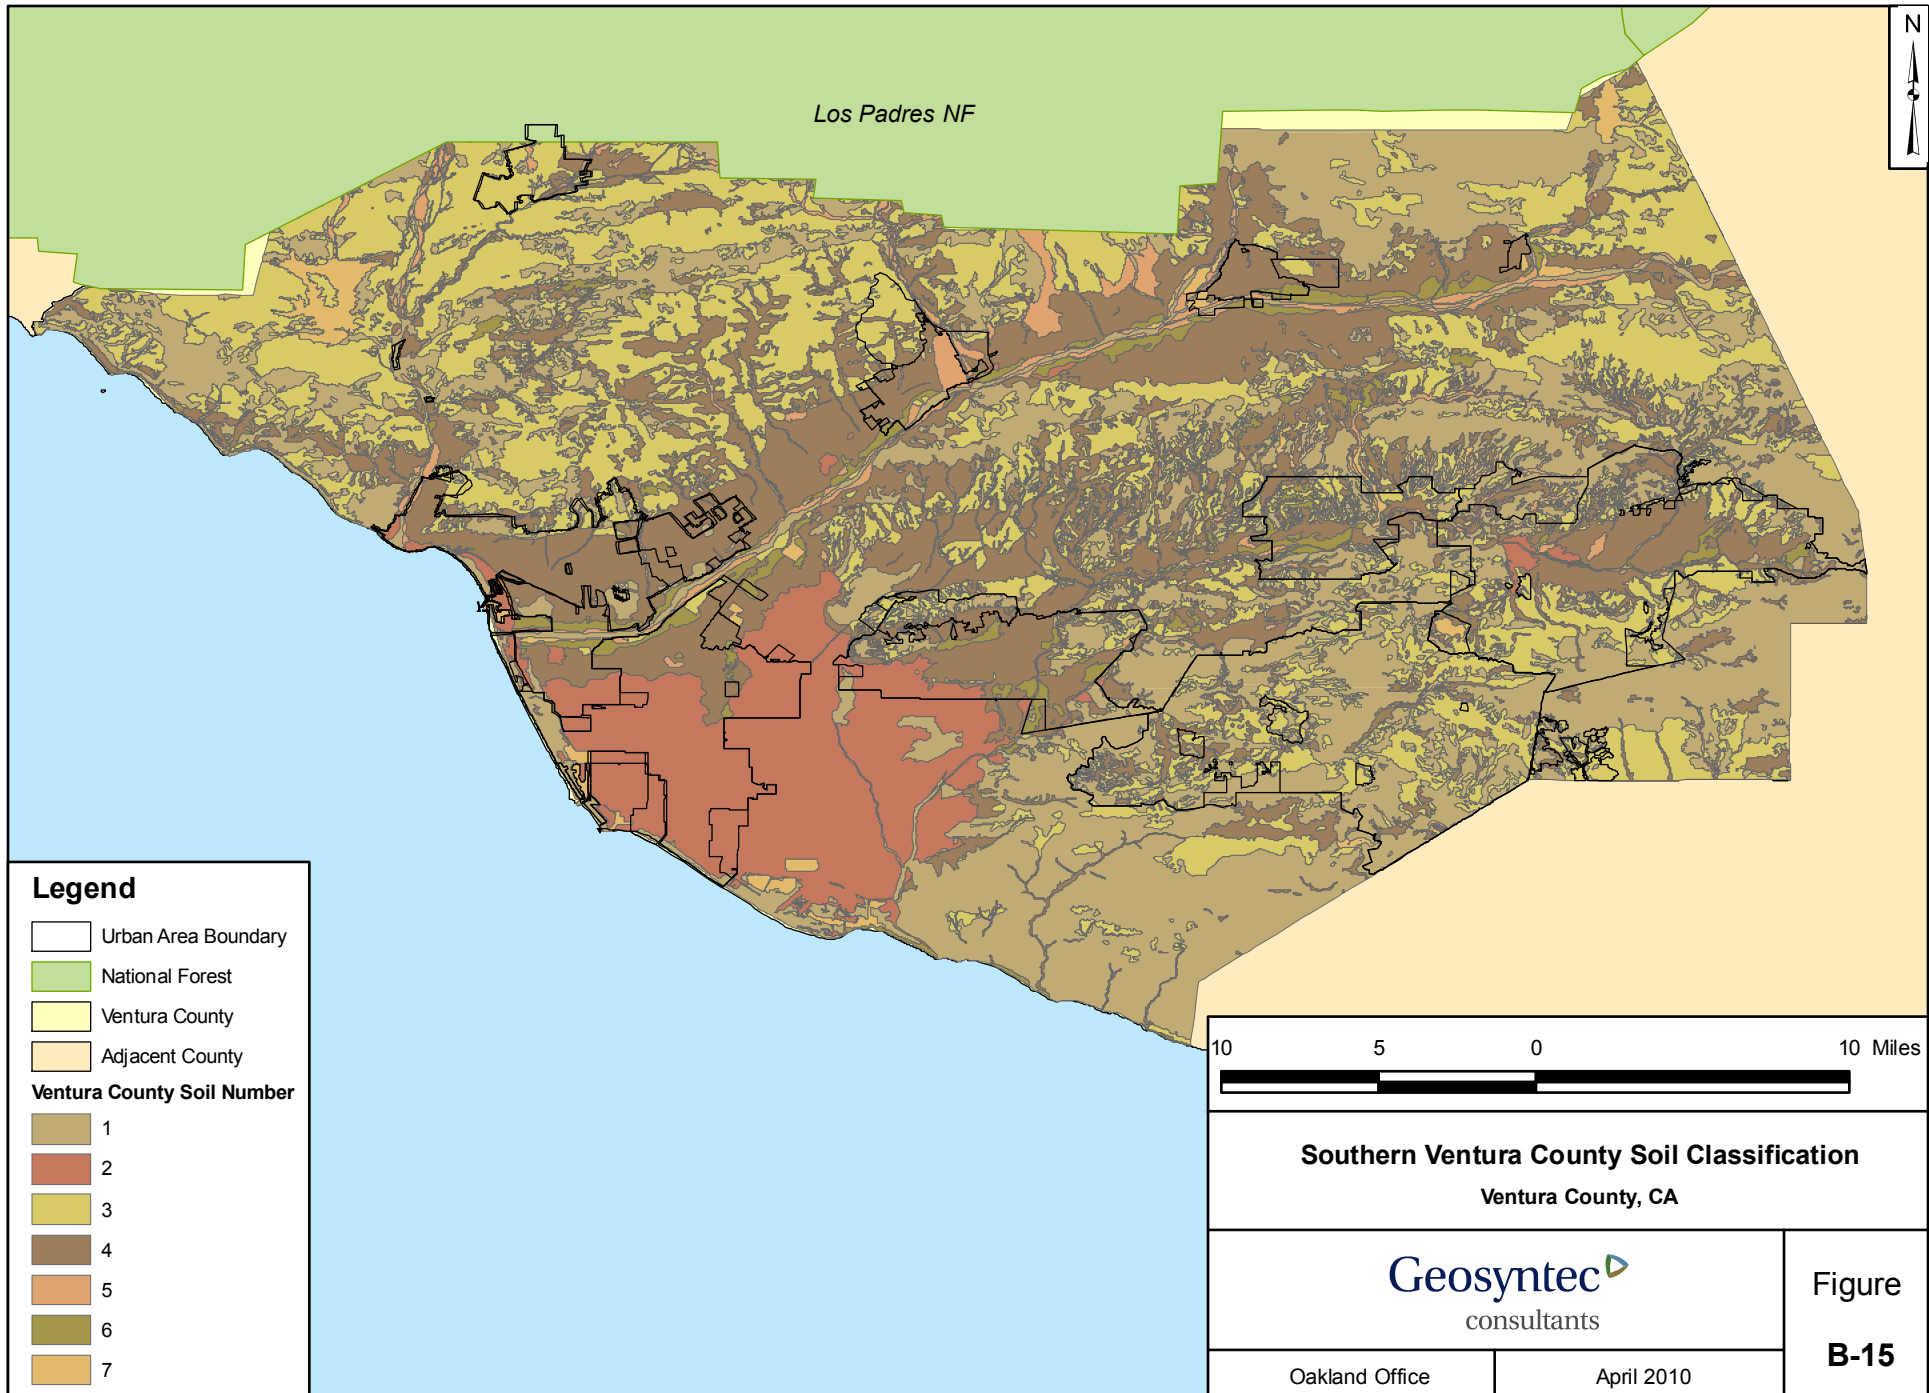 N
Los Padres NF
Legend
Urban Area Boundary
National Forest
Ventura County
Adjacent County
Ventura County Soil Number
1
2
3
4
5
6
7
10 5 0 10 Miles
Southern Ventura County Soil Classification
Ventura County, CA
Geosyntec
consultants
Figure
B-15
Oakland Office
April 2010